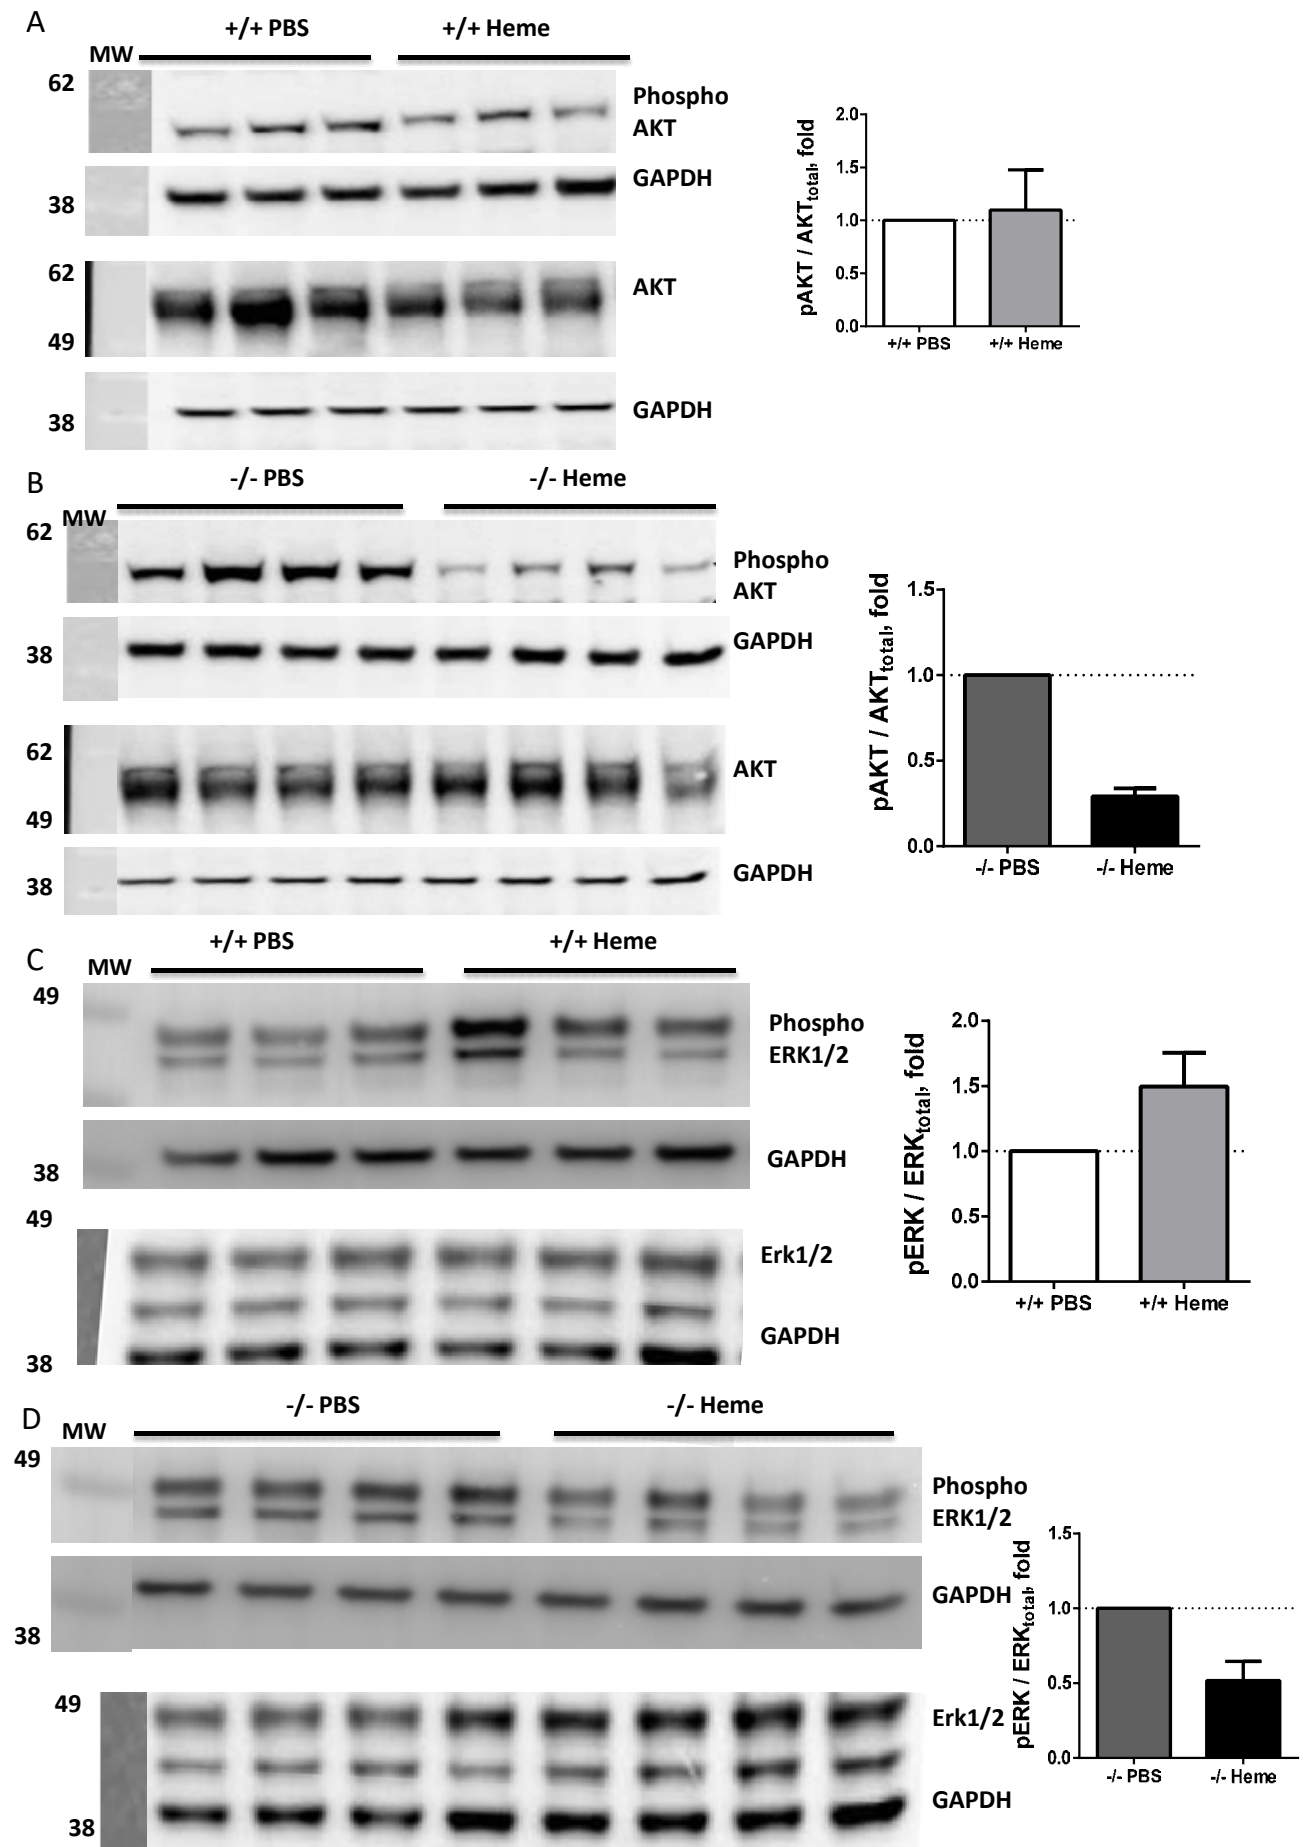 A
+/+ PBS
+/+ Heme
MW
62
Phospho
AKT
GAPDH
38
62
AKT
49
GAPDH
38
pAKT / AKTtotal, fold
2.0
1.5
1.0
0.5
0.0
+/+ PBS
+/+ Heme
B
-/- PBS
-/- Heme
MW
62
Phospho
AKT
GAPDH
38
62
AKT
49
GAPDH
38
pAKT / AKTtotal, fold
1.5
1.0
0.5
0.0
-/- PBS
-/- Heme
C
+/+ PBS
+/+ Heme
MW
49
Phospho
ERK1/2
GAPDH
38
49
Erk1/2
GAPDH
38
pERK / ERKtotal, fold
2.0
1.5
1.0
0.5
0.0
+/+ PBS
+/+ Heme
D
-/- PBS
-/- Heme
MW
49
Phospho
ERK1/2
GAPDH
38
49
Erk1/2
GAPDH
38
pERK / ERKtotal, fold
1.5
1.0
0.5
0.0
-/- PBS
-/- Heme